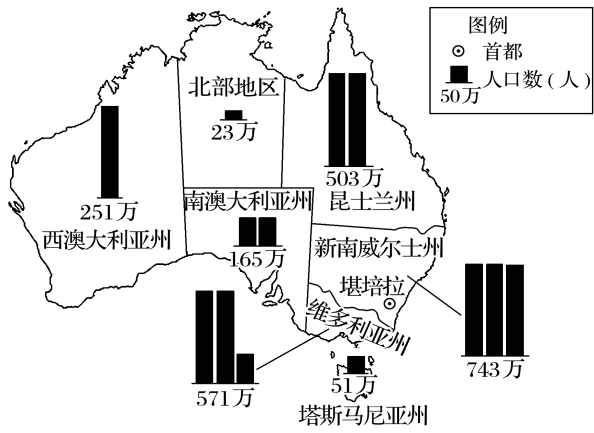 图例
首都
人口数(人)
50万
北部地区
23万
503万
昆士兰州
251万
西澳大利亚州
南澳大利亚州
165万
新南威尔士州
堪培拉
维多利亚州
743万
571万
51万
塔斯马尼亚州